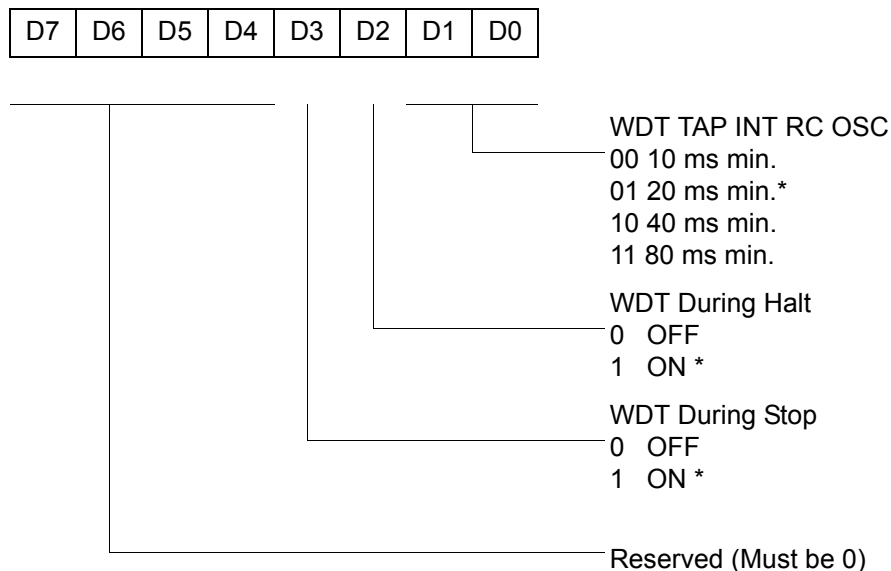 D7 D6 D5 D4 D3 D2 D1 D0
WDT TAP INT RC OSC
00 10 ms min.
01 20 ms min.*
10 40 ms min.
11 80 ms min.
WDT During Halt
0 OFF
1 ON *
WDT During Stop
0 OFF
1 ON *
Reserved (Must be 0)